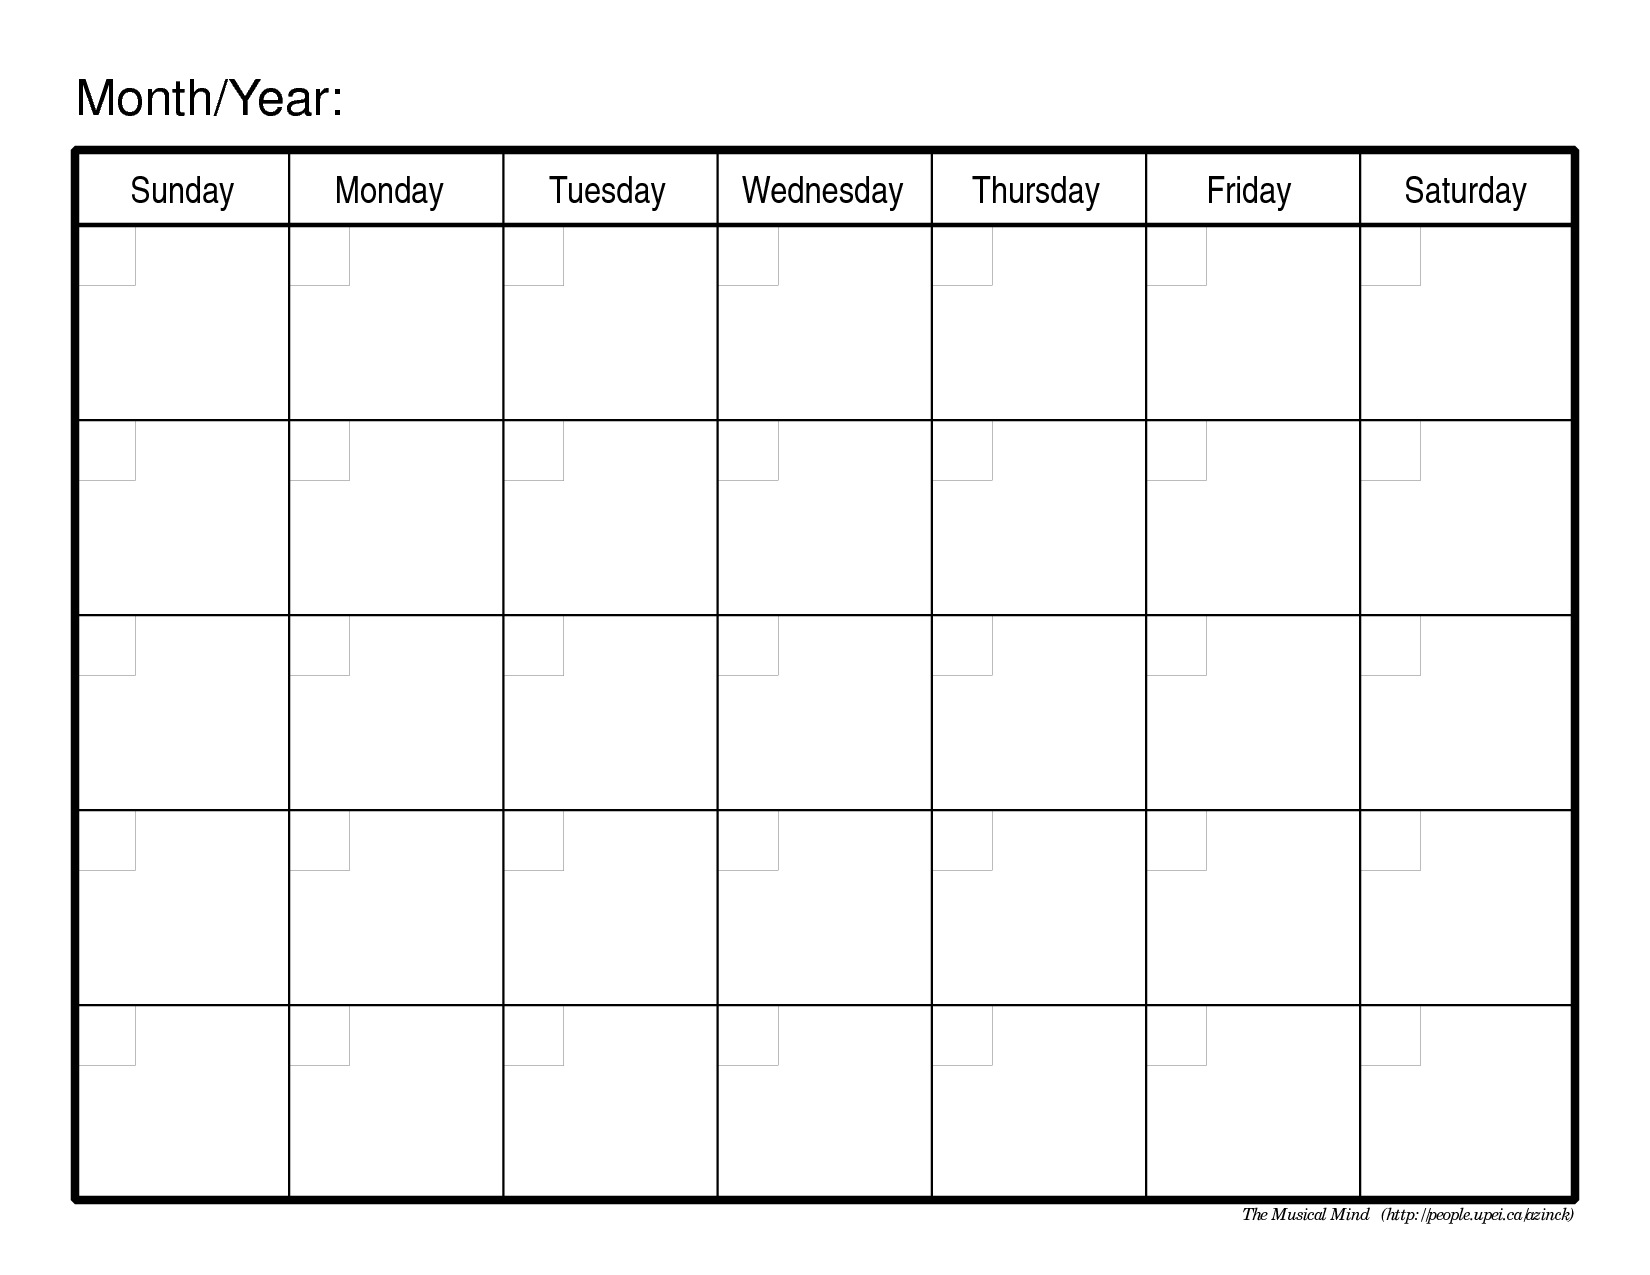 Month/Year:
Sunday Monday Tuesday Wednesday Thursday Friday Saturday
The Musical Mind (http://people.upei.ca/azinck)